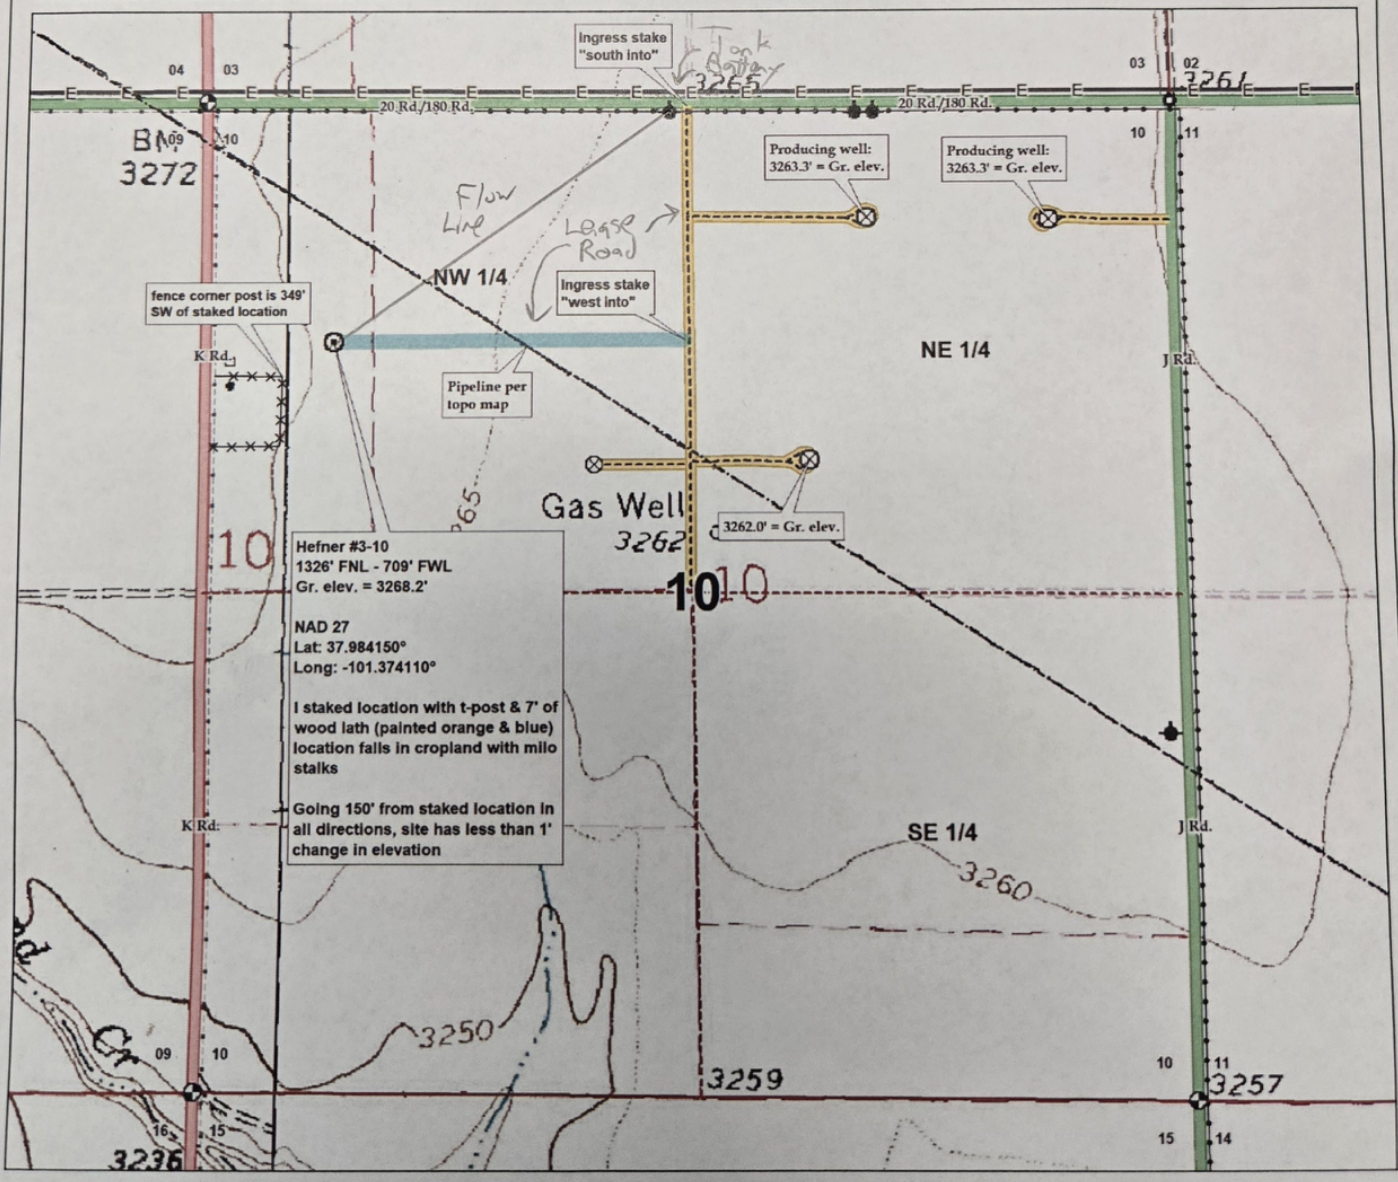 Ingress stake
"south into"
Tank
Battery
04 03
03 02
3265
3261
E E E E E E E E E E E E E E E E E E E E E E E
20 Rd./180 Rd.
20 Rd./180 Rd.
BM
3272
09 10
10 11
Producing well:
3263.3' = Gr. elev.
Producing well:
3263.3' = Gr. elev.
Flow
Line
Lease
Road
NW 1/4
Ingress stake
"west into"
fence corner post is 349'
SW of staked location
K Rd.
NE 1/4
J Rd.
Pipeline per
topo map
Gas Well
3262
3262.0' = Gr. elev.
10
10
10
Hefner #3-10
1326' FNL - 709' FWL
Gr. elev. = 3268.2'
NAD 27
Lat: 37.984150°
Long: -101.374110°
I staked location with t-post & 7' of
wood lath (painted orange & blue)
location falls in cropland with milo
stalks
Going 150' from staked location in
all directions, site has less than 1'
change in elevation
K Rd.
SE 1/4
J Rd.
3260
Cr
3250
09 10
10 11
3259
3257
16 15
15 14
3236